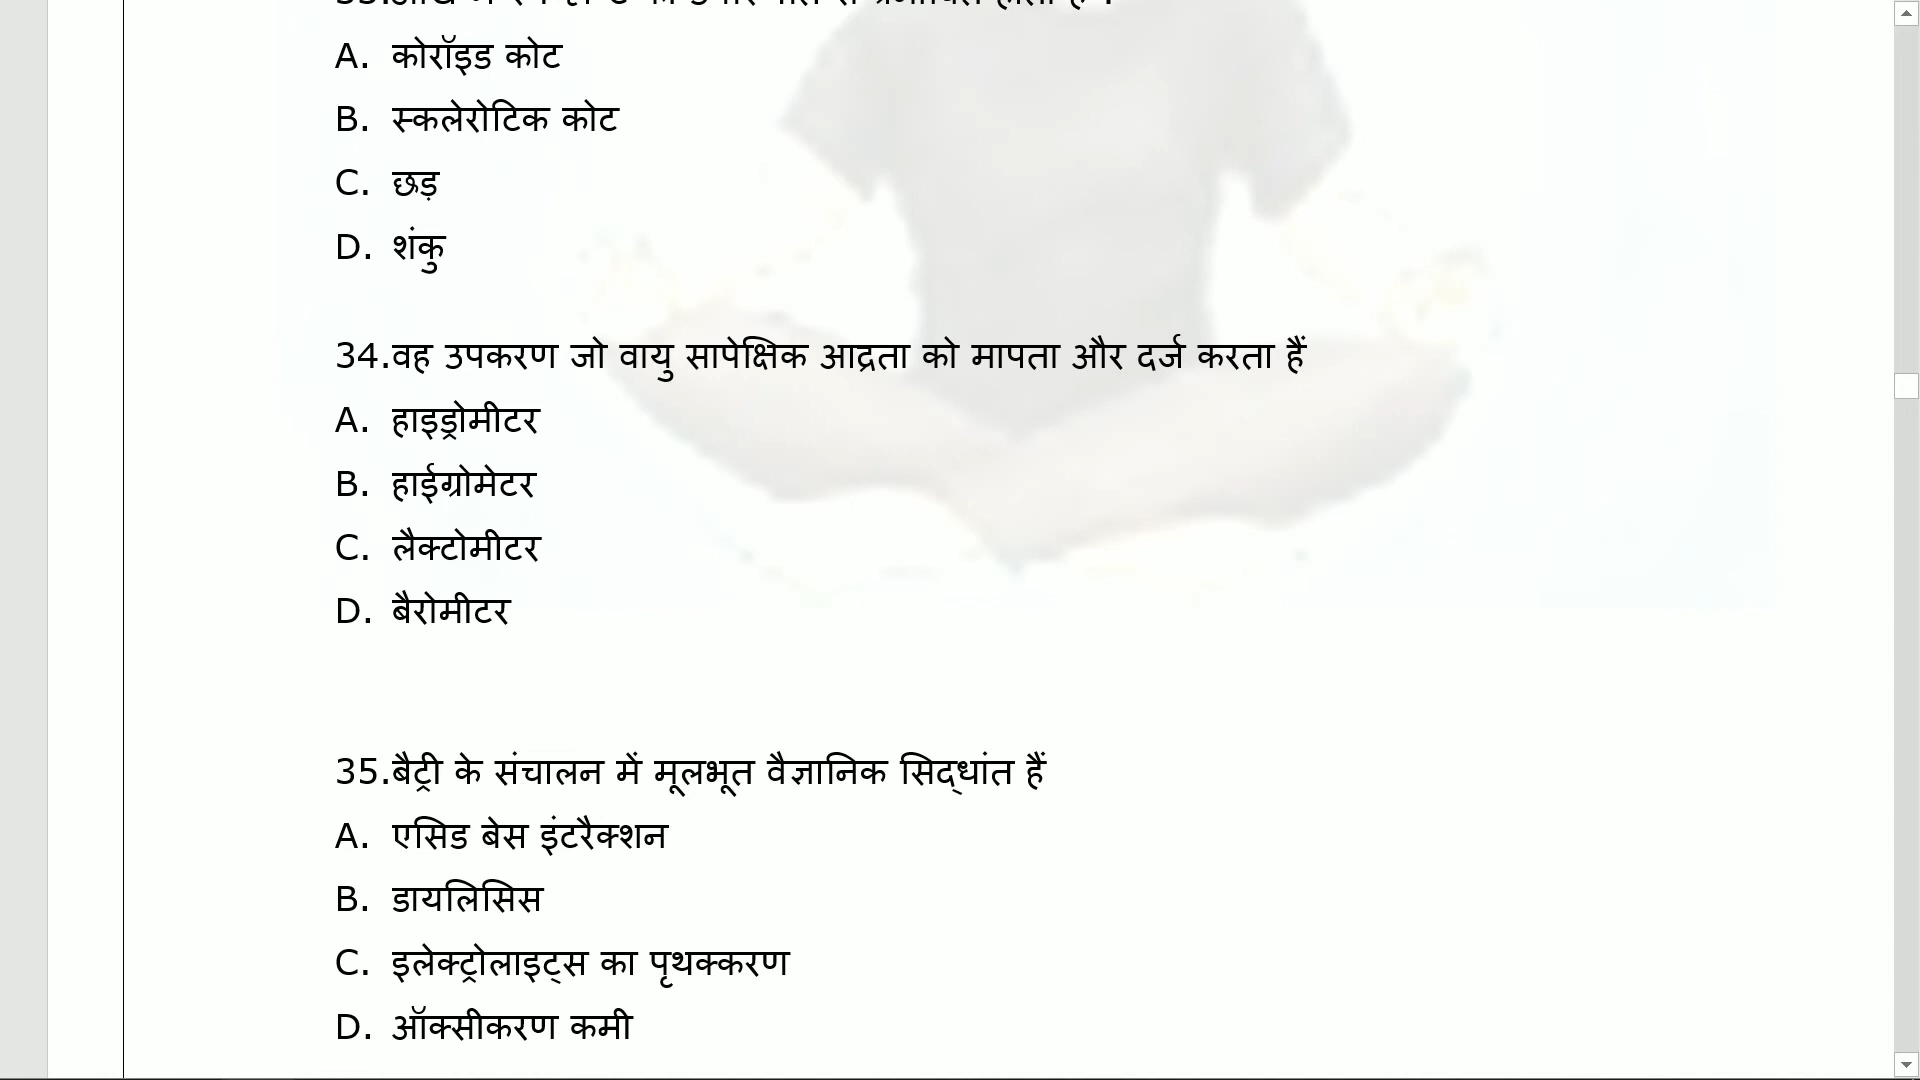 A. कोरॉइड कोट
B. स्कलेरोटिक कोट
C. छड़
D. शंकु
34.वह उपकरण जो वायु सापेक्षिक आद्रता को मापता और दर्ज करता हैं
A. हाइड्रोमीटर
B. हाईग्रोमेटर
C. लैक्टोमीटर
D. बैरोमीटर
35.बैट्री के संचालन में मूलभूत वैज्ञानिक सिद्धांत हैं
A. एसिड बेस इंटरैक्शन
B. डायलिसिस
C. इलेक्ट्रोलाइट्स का पृथक्करण
D. ऑक्सीकरण कमी